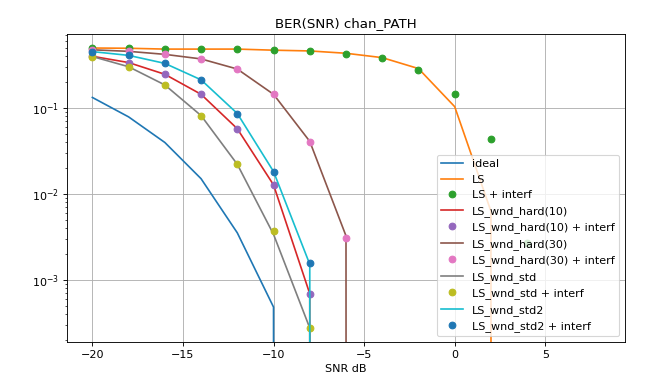 BER(SNR) chan_PATH
10⁻¹
10⁻²
10⁻³
ideal
LS
LS + interf
LS_wnd_hard(10)
LS_wnd_hard(10) + interf
LS_wnd_hard(30)
LS_wnd_hard(30) + interf
LS_wnd_std
LS_wnd_std + interf
LS_wnd_std2
LS_wnd_std2 + interf
−20 −15 −10 −5 0 5
SNR dB